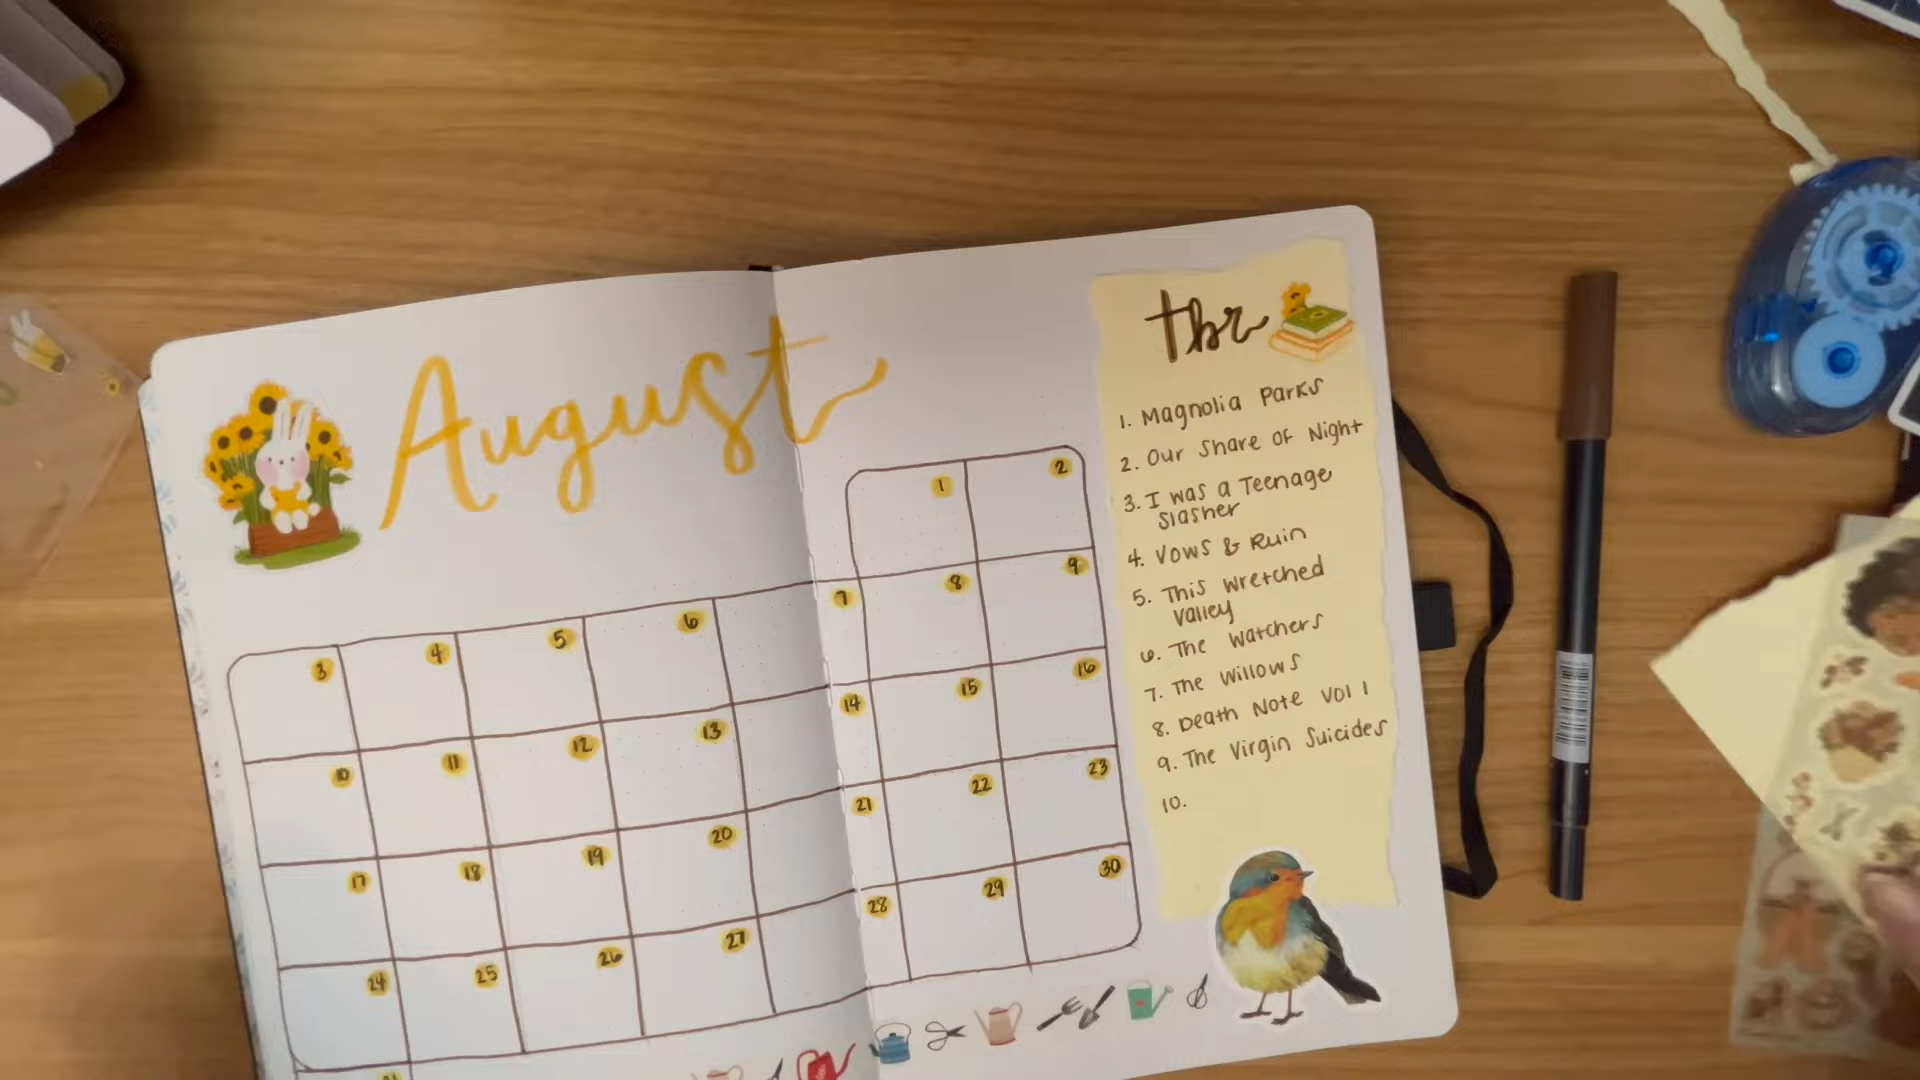 August
1 2
3 4 5 6 7 8 9
10 11 12 13 14 15 16
17 18 19 20 21 22 23
24 25 26 27 28 29 30
tbr
1. Magnolia Parks
2. Our Share of Night
3. I was a Teenage
Slasher
4. Vows & Ruin
5. This Wretched
Valley
6. The Watchers
7. The Willows
8. Death Note Vol 1
9. The Virgin Suicides
10.